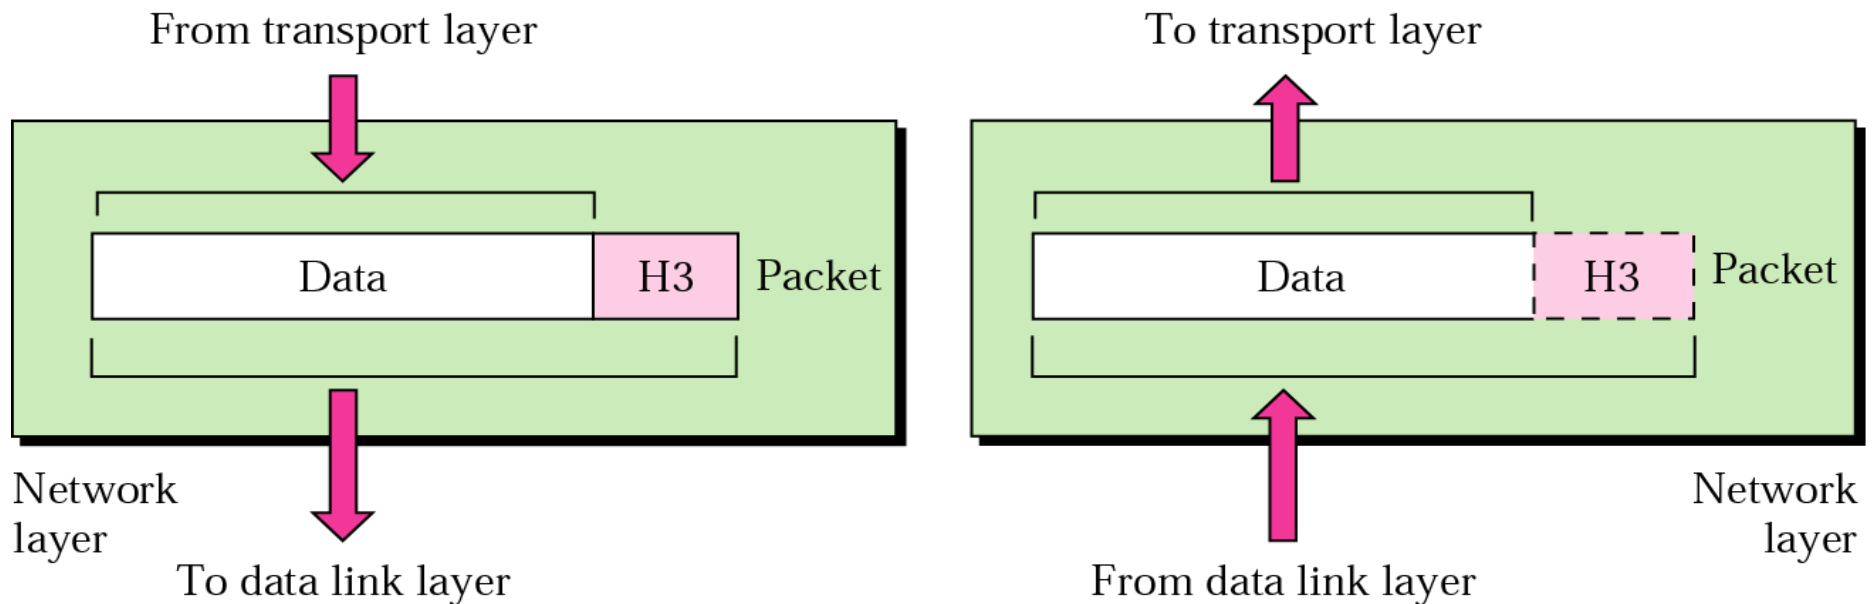 From transport layer
Data
H3
Packet
Network
layer
To data link layer
To transport layer
Data
H3
Packet
Network
layer
From data link layer